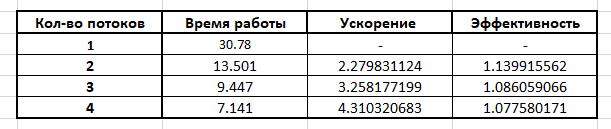 Кол-во потоков Время работы Ускорение Эффективность
1 30.78 - -
2 13.501 2.279831124 1.139915562
3 9.447 3.258177199 1.086059066
4 7.141 4.310320683 1.077580171